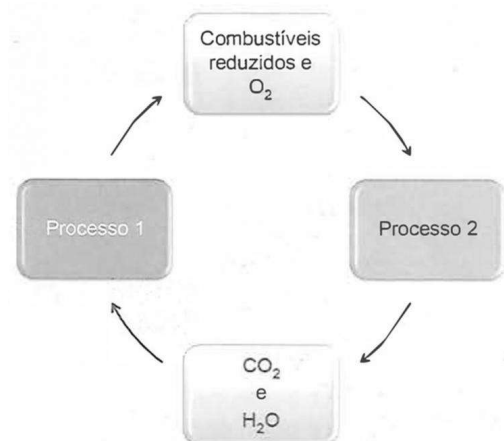 Combustíveis
reduzidos e
O₂
Processo 1
Processo 2
CO₂
e
H₂O